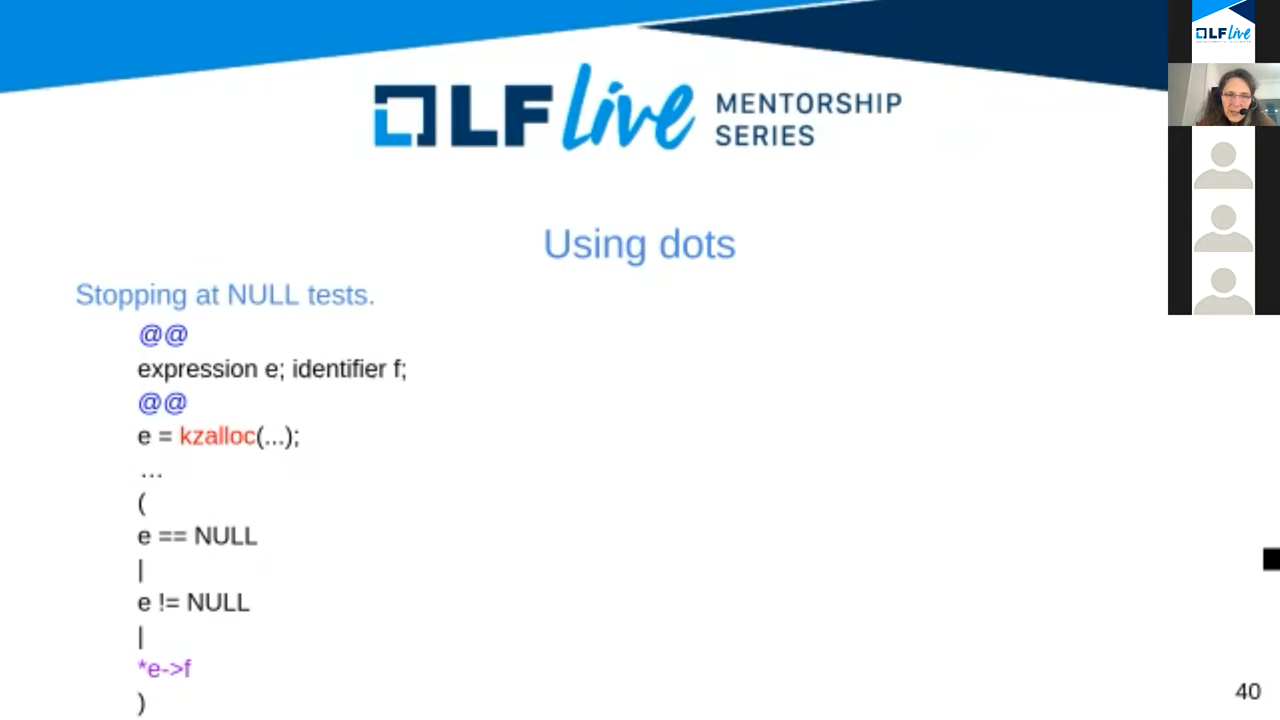 LF Live MENTORSHIP
SERIES
LF Live
Using dots
Stopping at NULL tests.
@@
expression e; identifier f;
@@
e = kzalloc(...);
...
(
e == NULL
|
e != NULL
|
*e->f
)
40